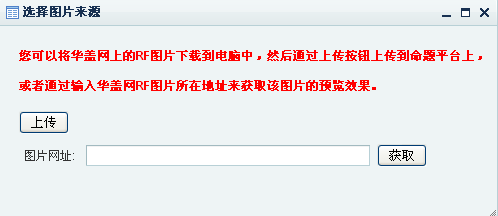 选择图片来源
您可以将华盖网上的RF图片下载到电脑中，然后通过上传按钮上传到命题平台上，
或者通过输入华盖网RF图片所在地址来获取该图片的预览效果。
上传
图片网址: 获取